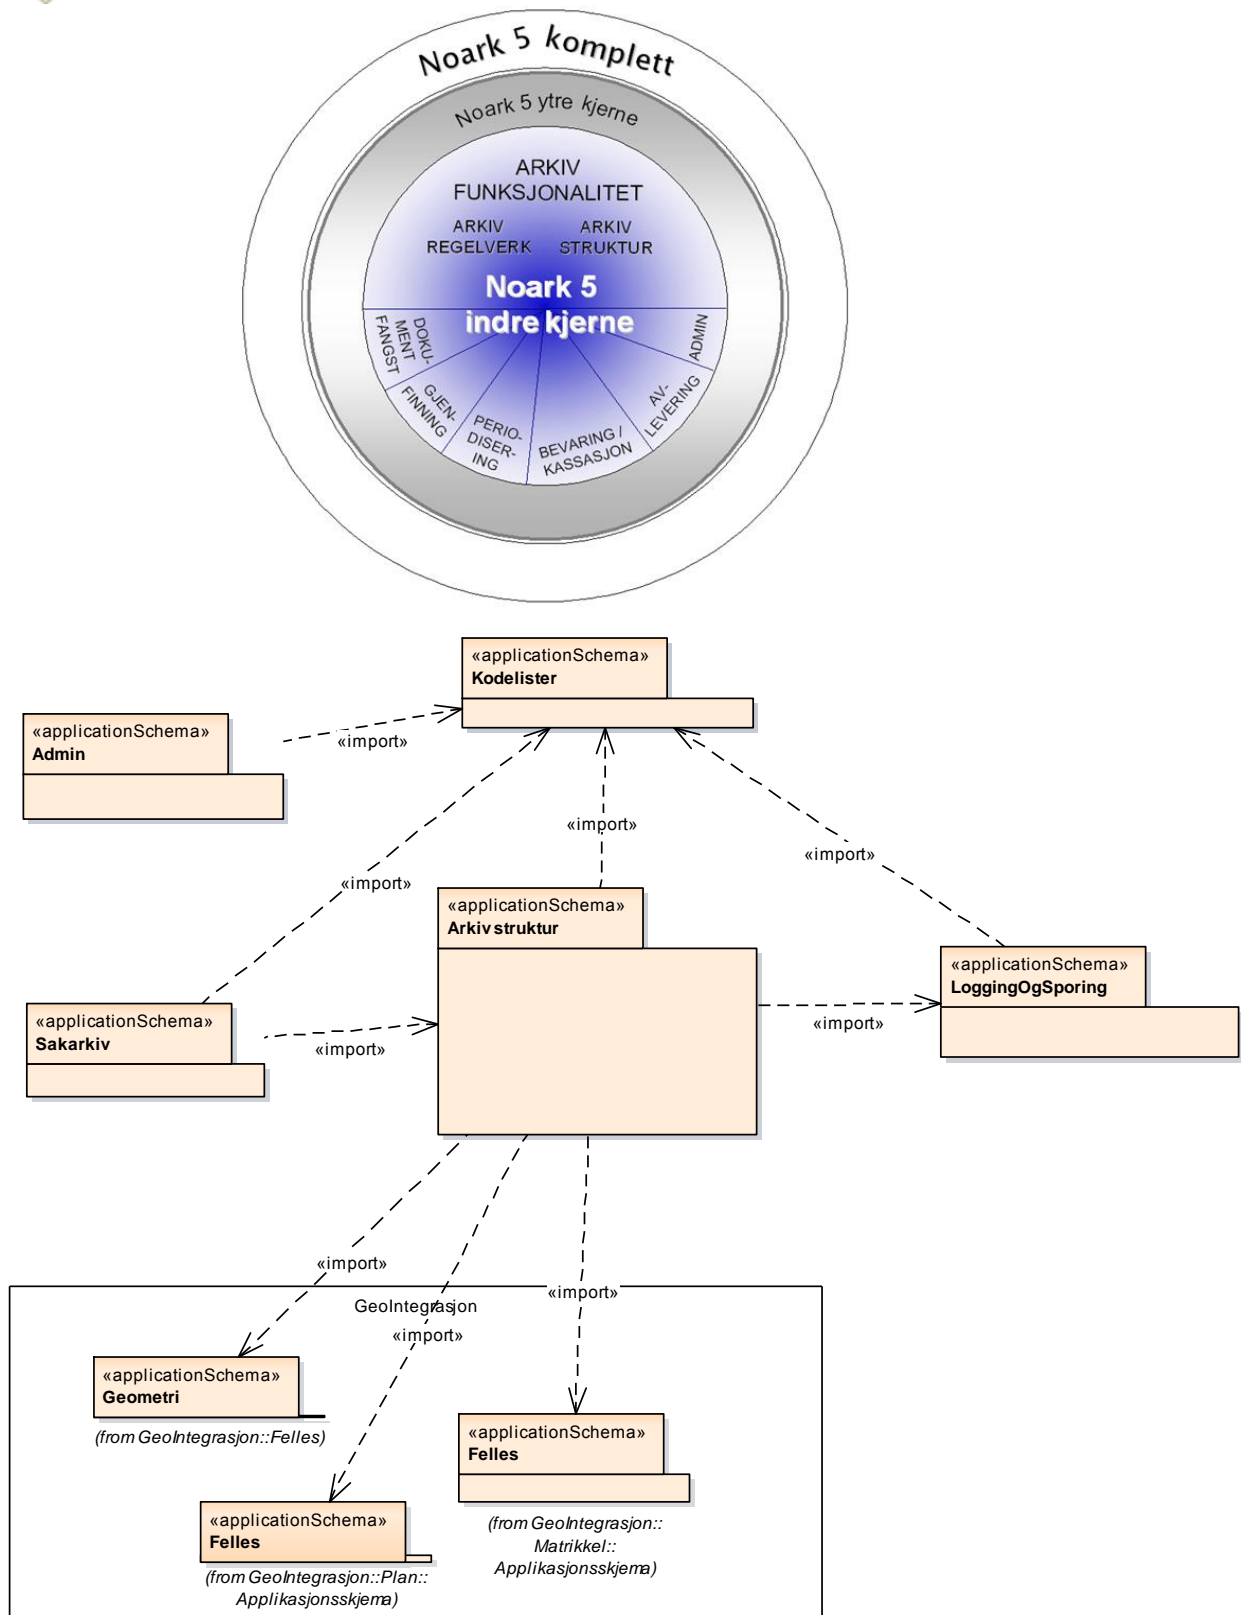 Noark 5 komplett
Noark 5 ytre kjerne
ARKIV
FUNKSJONALITET
ARKIV
REGELVERK
ARKIV
STRUKTUR
Noark 5
indre kjerne
DOKU-
MENT
FANGST
GJEN-
FINNING
PERIO-
DISER-
ING
BEVARING /
KASSASJON
AV-
LEVERING
ADMIN
«applicationSchema»
Kodelister
«applicationSchema»
Admin
«import»
«import»
«import»
«import»
«applicationSchema»
Arkivstruktur
«applicationSchema»
LoggingOgSporing
«applicationSchema»
Sakarkiv
«import»
«import»
«import»
«import»
GeoIntegrasjon
«import»
«applicationSchema»
Geometri
(from GeoIntegrasjon::Felles)
«applicationSchema»
Felles
(from GeoIntegrasjon::
Matrikkel::
Applikasjonsskjema)
«applicationSchema»
Felles
(from GeoIntegrasjon::Plan::
Applikasjonsskjema)